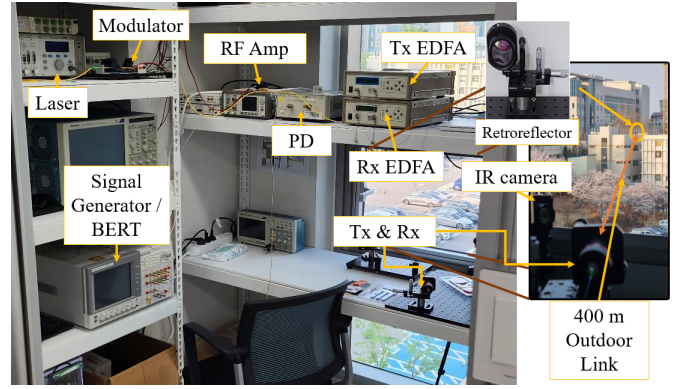 Modulator
RF Amp
Tx EDFA
Laser
PD
Rx EDFA
Retroreflector
IR camera
Signal
Generator /
BERT
Tx & Rx
400 m
Outdoor
Link